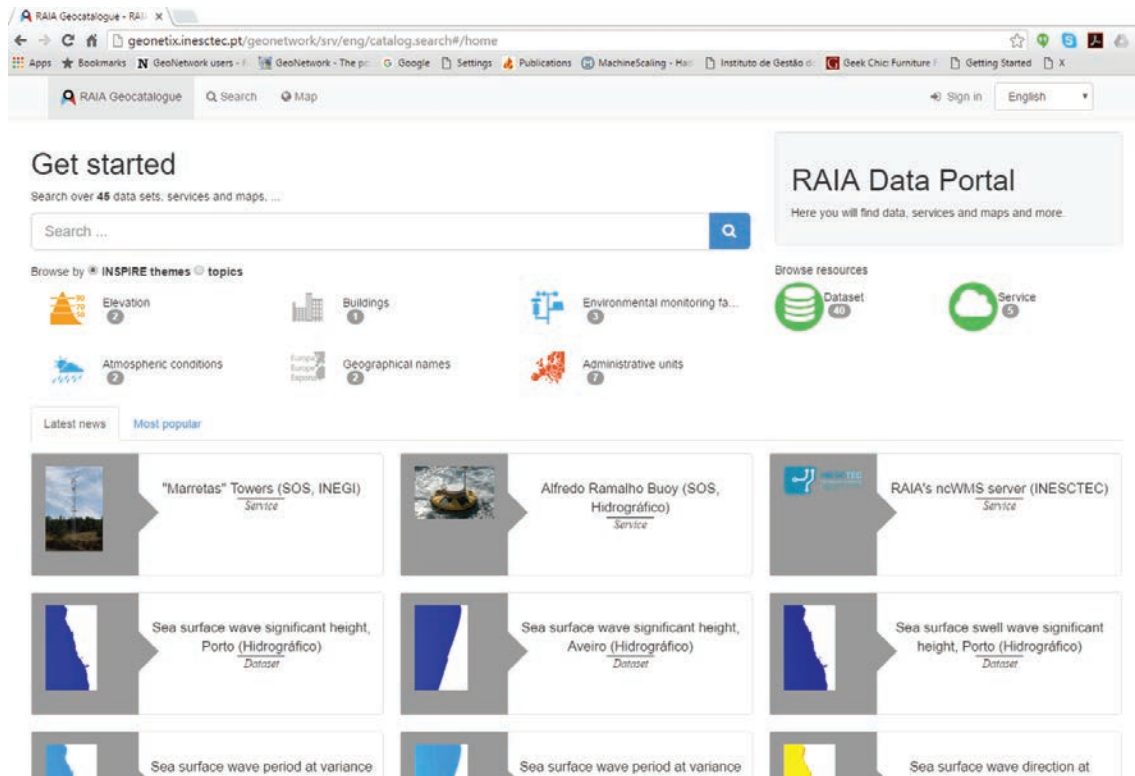 RAIA Geocatalogue - RAI
geonetix.inesctec.pt/geonetwork/srv/eng/catalog.search#/home
Apps Bookmarks GeoNetwork users - GeoNetwork - The po Google Settings Publications MachineScaling - Instituto de Gestão d Geek Chic: Furniture Getting Started X
RAIA Geocatalogue Search Map Sign in English
Get started
Search over 45 data sets, services and maps, ...
Search ...
RAIA Data Portal
Here you will find data, services and maps and more.
Browse by INSPIRE themes topics
Browse resources
Elevation
2
Buildings
1
Environmental monitoring fa...
3
Dataset
40
Service
5
Atmospheric conditions
2
Geographical names
2
Administrative units
7
Latest news Most popular
"Marretas" Towers (SOS, INEGI)
Service
Alfredo Ramalho Buoy (SOS,
Hidrográfico)
Service
INESCTEC
RAIA's ncWMS server (INESCTEC)
Service
Sea surface wave significant height,
Porto (Hidrográfico)
Dataset
Sea surface wave significant height,
Aveiro (Hidrográfico)
Dataset
Sea surface swell wave significant
height, Porto (Hidrográfico)
Dataset
Sea surface wave period at variance
Sea surface wave period at variance
Sea surface wave direction at